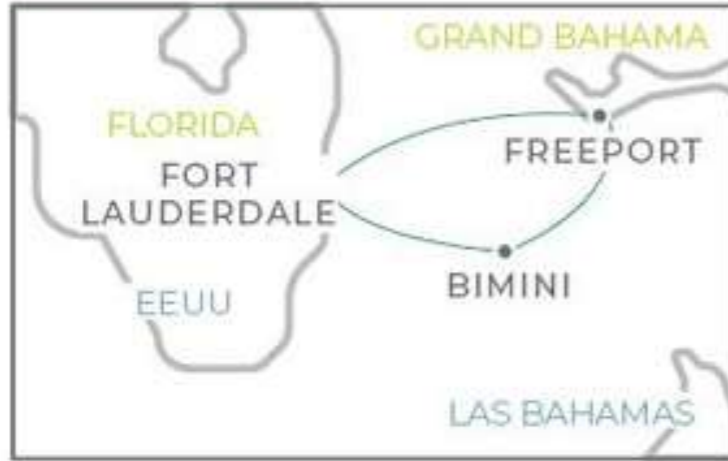 GRAND BAHAMA
FLORIDA
FREEPORT
FORT
LAUDERDALE
BIMINI
EEUU
LAS BAHAMAS